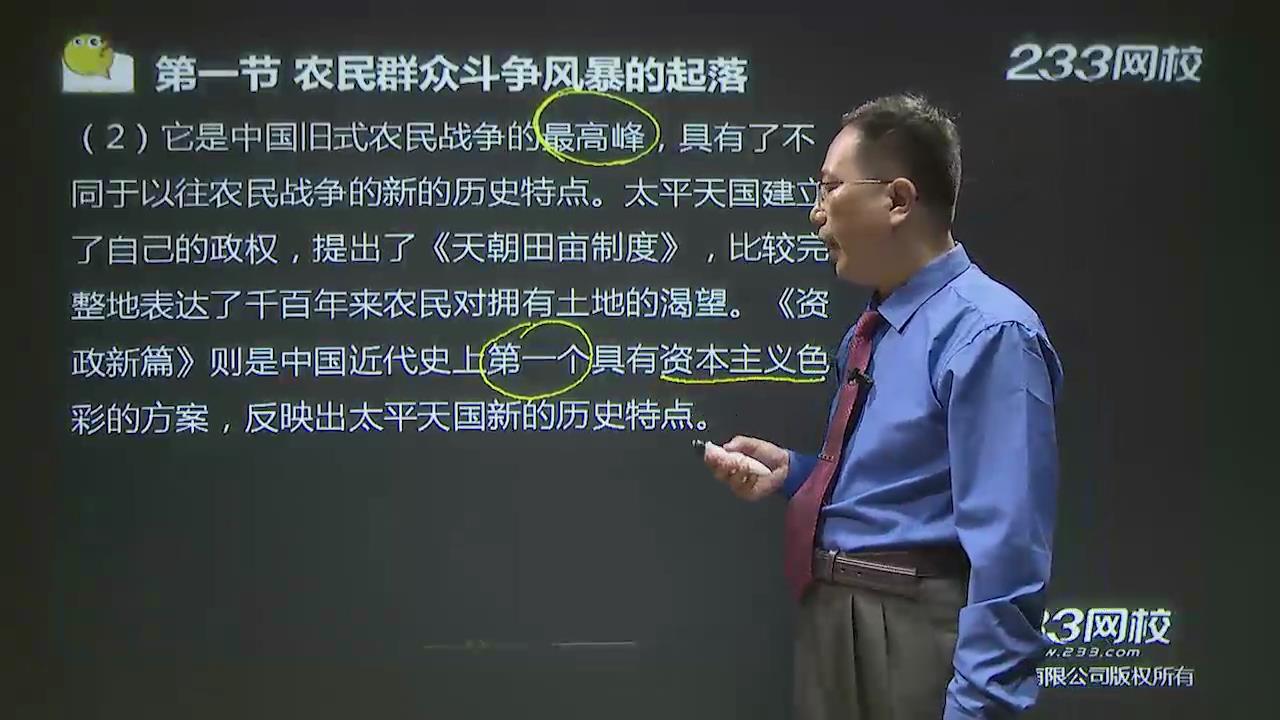 第一节 农民群众斗争风暴的起落
233网校
（2）它是中国旧式农民战争的最高峰，具有了不
同于以往农民战争的新的历史特点。太平天国建立
了自己的政权，提出了《天朝田亩制度》，比较完
整地表达了千百年来农民对拥有土地的渴望。《资
政新篇》则是中国近代史上第一个具有资本主义色
彩的方案，反映出太平天国新的历史特点。
33网校
w.233.com
有限公司版权所有